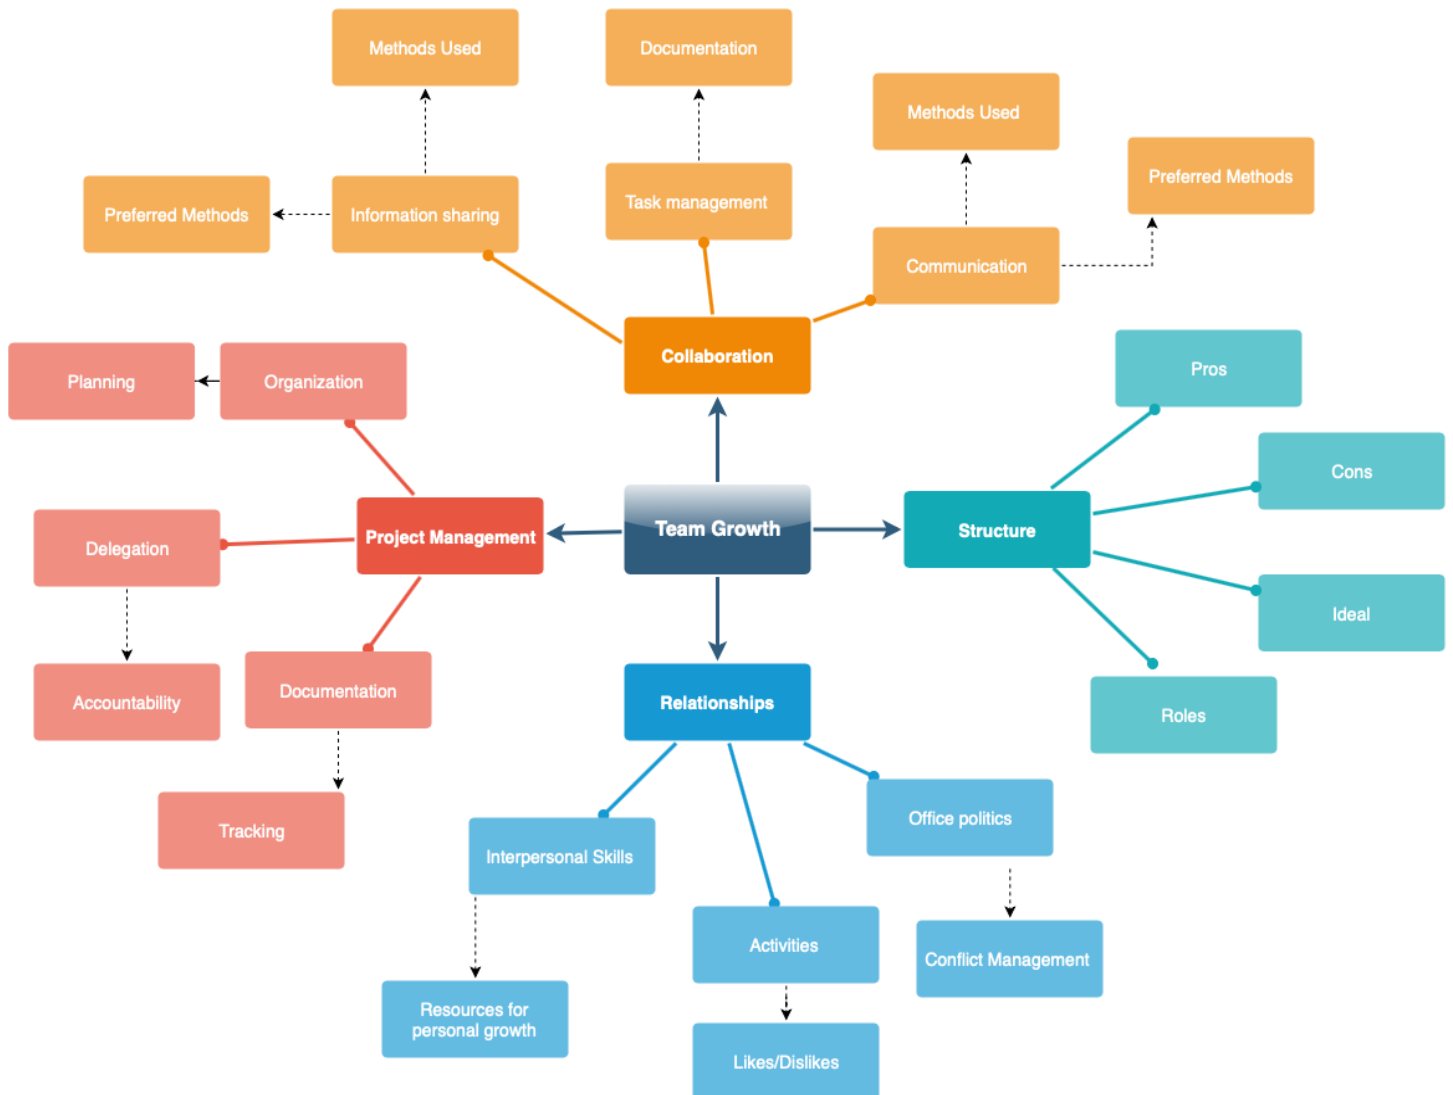 Methods Used
Documentation
Methods Used
Preferred Methods
Preferred Methods
Information sharing
Task management
Communication
Collaboration
Planning
Organization
Pros
Cons
Project Management
Team Growth
Structure
Delegation
Ideal
Accountability
Documentation
Relationships
Roles
Tracking
Interpersonal Skills
Office politics
Activities
Conflict Management
Resources for
personal growth
Likes/Dislikes